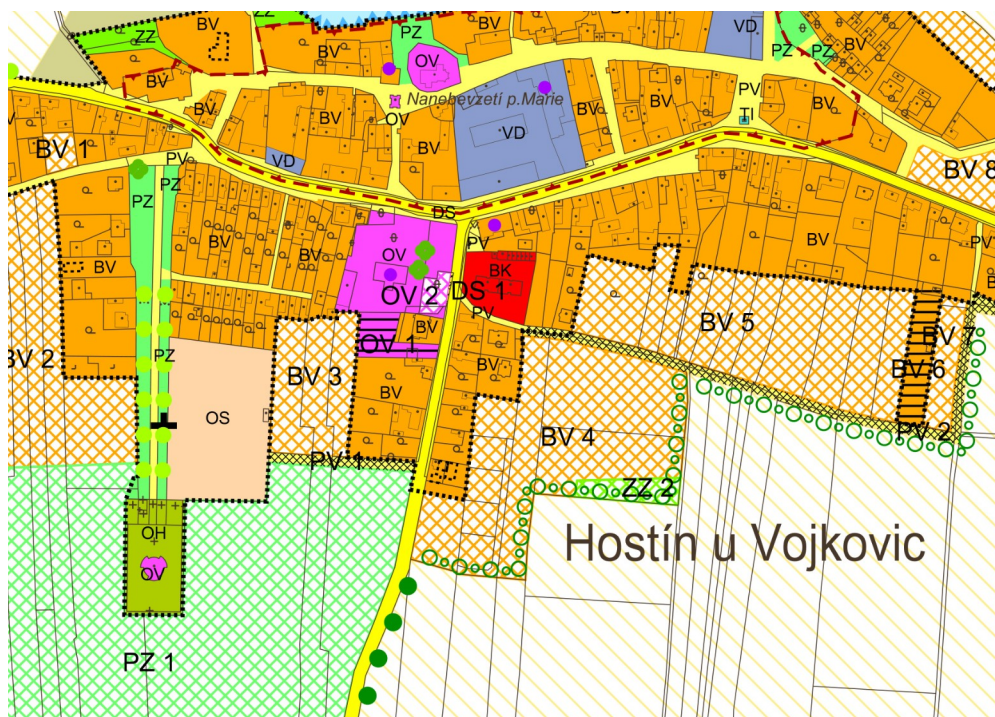 ZZ
BV
ZZ
BV
BV
PZ
OV
VD
PZ
PZ
BV
BV
BV
BV
Nanebevzetí p.Marie
OV
BV
VD
BV
BV
PV
TI
BV
BV 1
PV
VD
BV 8
PZ
PZ
BV
BV
BV
OV
DS
PV
BV
BV
PV
BK
OV 2
DS 1
PV
BV
OV 1
BV
BV 5
BV 7
BV 2
PZ
BV 3
BV
BV 6
OS
BV 4
PV 2
PV 1
ZZ 2
OH
Hostín u Vojkovic
OV
PZ 1